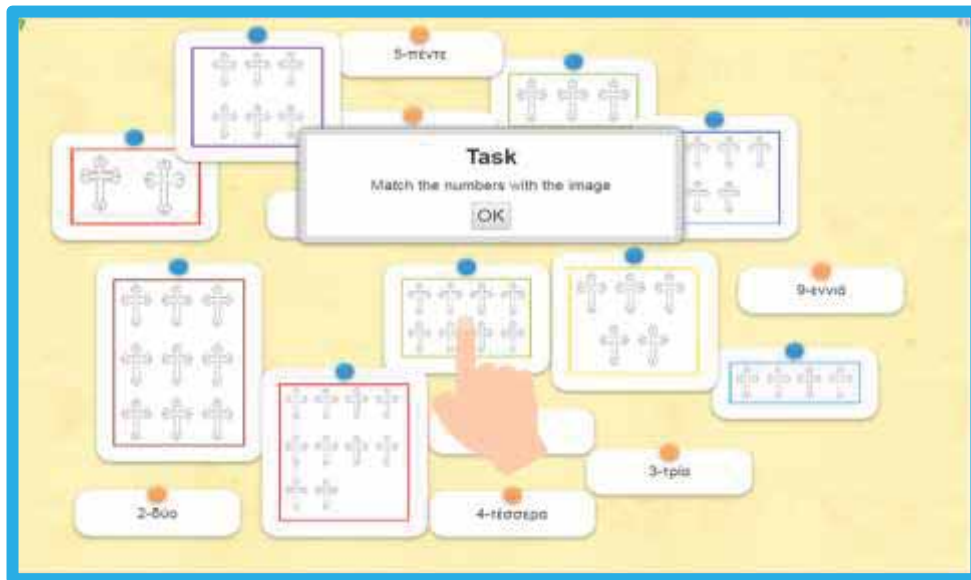 5-πέντε
Task
Match the numbers with the image
OK
9-εννιά
3-τρία
2-δύο
4-τέσσερα